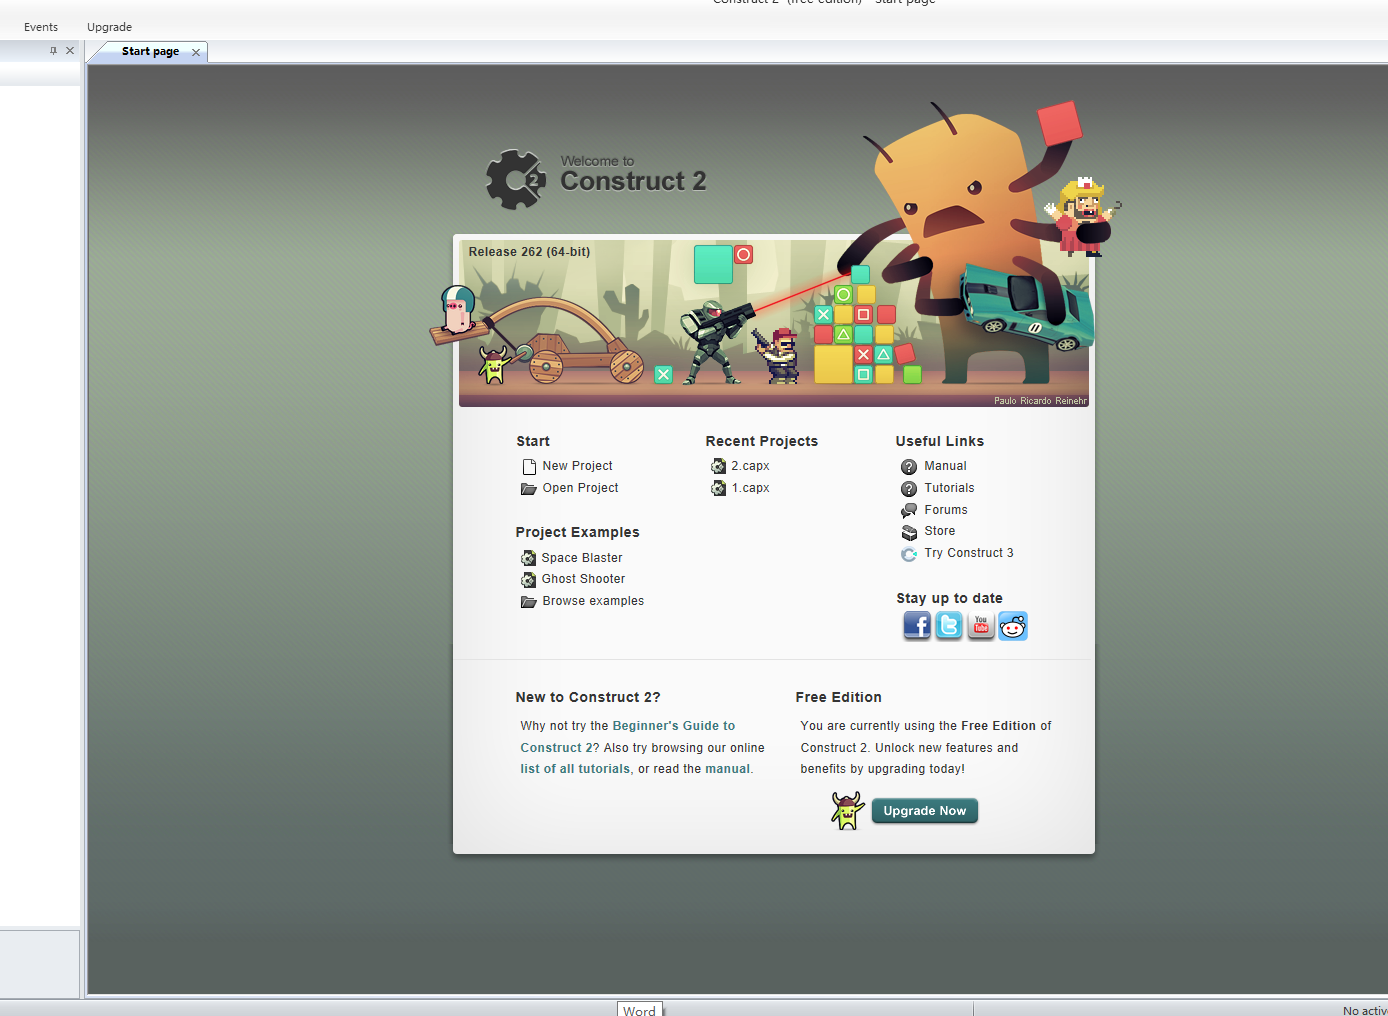 Construct 2 (free edition) - Start page
Events
Upgrade
Start page
Welcome to
Construct 2
2
Release 262 (64-bit)
11
Paulo Ricardo Reinehr
Start
New Project
Open Project
Project Examples
Space Blaster
Ghost Shooter
Browse examples
Recent Projects
2.capx
1.capx
Useful Links
Manual
Tutorials
Forums
Store
Try Construct 3
Stay up to date
You
Tube
New to Construct 2?
Why not try the Beginner's Guide to
Construct 2? Also try browsing our online
list of all tutorials, or read the manual.
Free Edition
You are currently using the Free Edition of
Construct 2. Unlock new features and
benefits by upgrading today!
Upgrade Now
Word
No activ